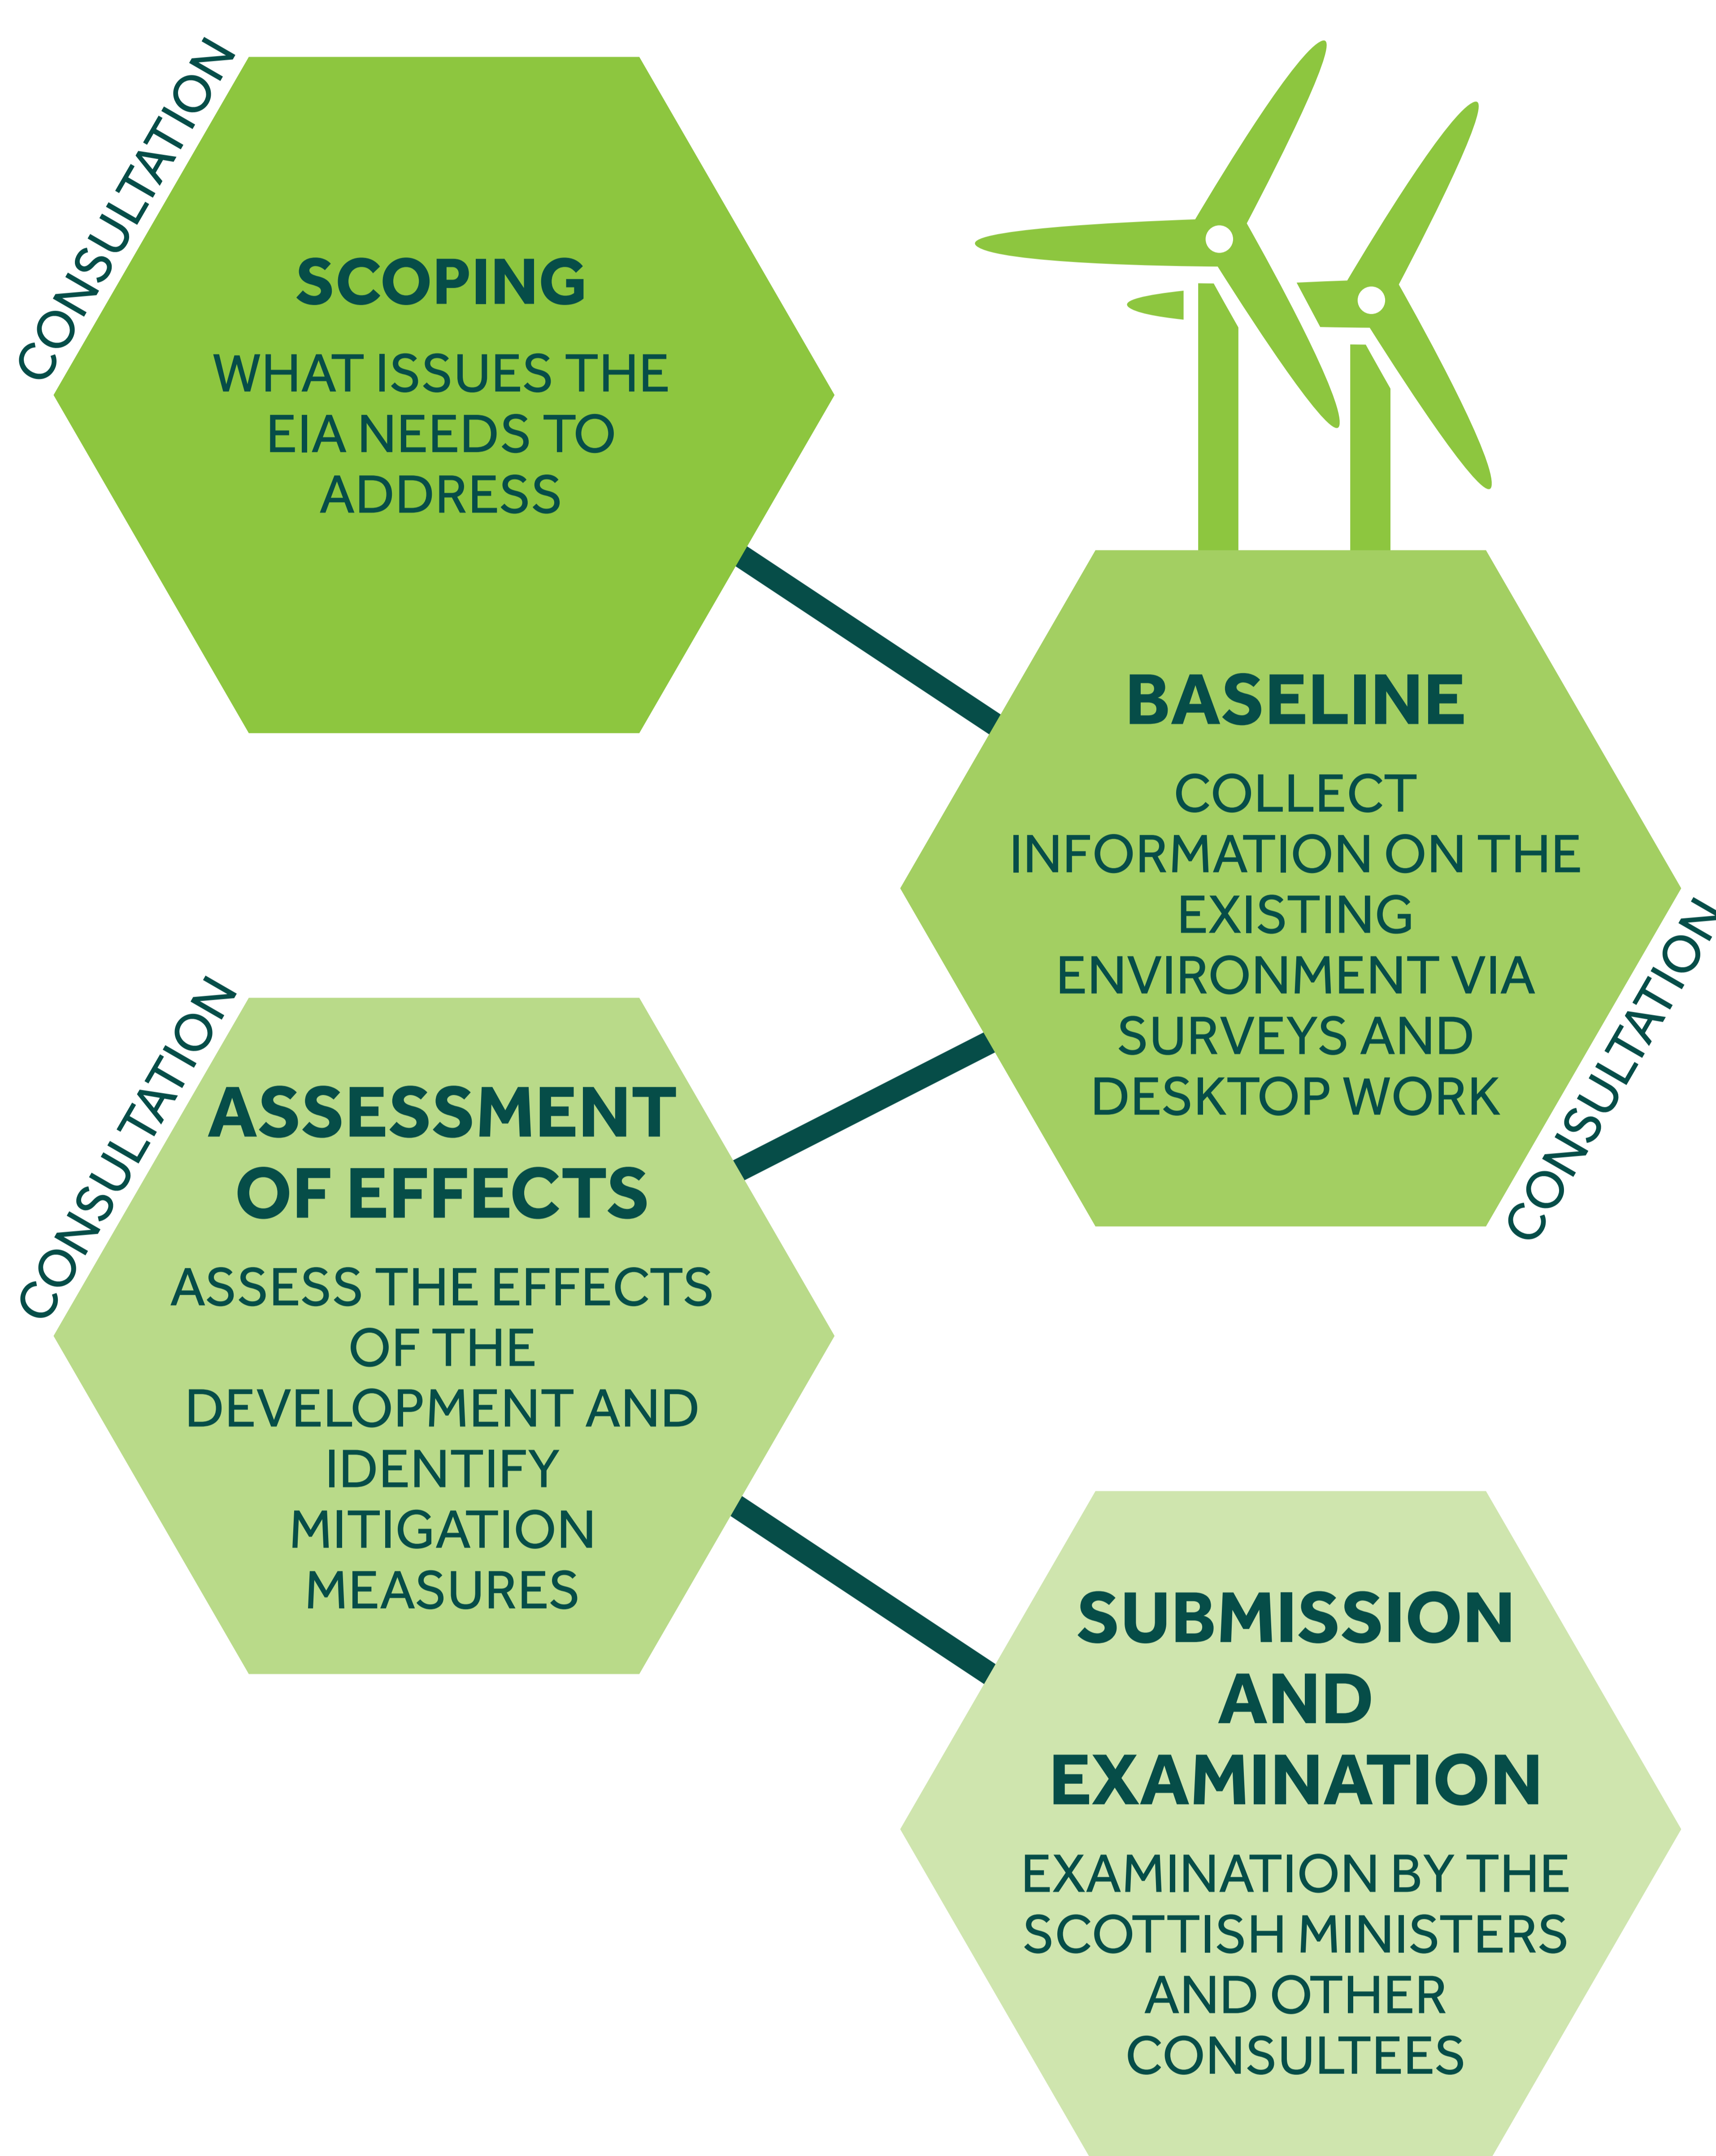 CONSULTATION
SCOPING
WHAT ISSUES THE
EIA NEEDS TO
ADDRESS
BASELINE
COLLECT
INFORMATION ON THE
EXISTING
ENVIRONMENT VIA
SURVEYS AND
DESKTOP WORK
CONSULTATION
CONSULTATION
ASSESSMENT
OF EFFECTS
ASSESS THE EFFECTS
OF THE
DEVELOPMENT AND
IDENTIFY
MITIGATION
MEASURES
SUBMISSION
AND
EXAMINATION
EXAMINATION BY THE
SCOTTISH MINISTERS
AND OTHER
CONSULTEES